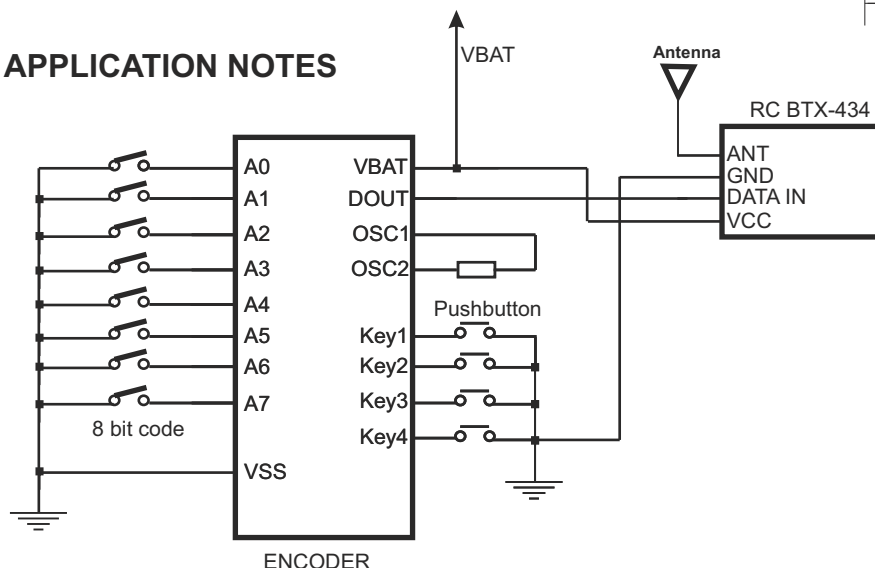 APPLICATION NOTES
VBAT
Antenna
RC BTX-434
A0
A1
A2
A3
A4
A5
A6
A7
VSS
8 bit code
VBAT
DOUT
OSC1
OSC2
Key1
Key2
Key3
Key4
Pushbutton
ENCODER
ANT
GND
DATA IN
VCC